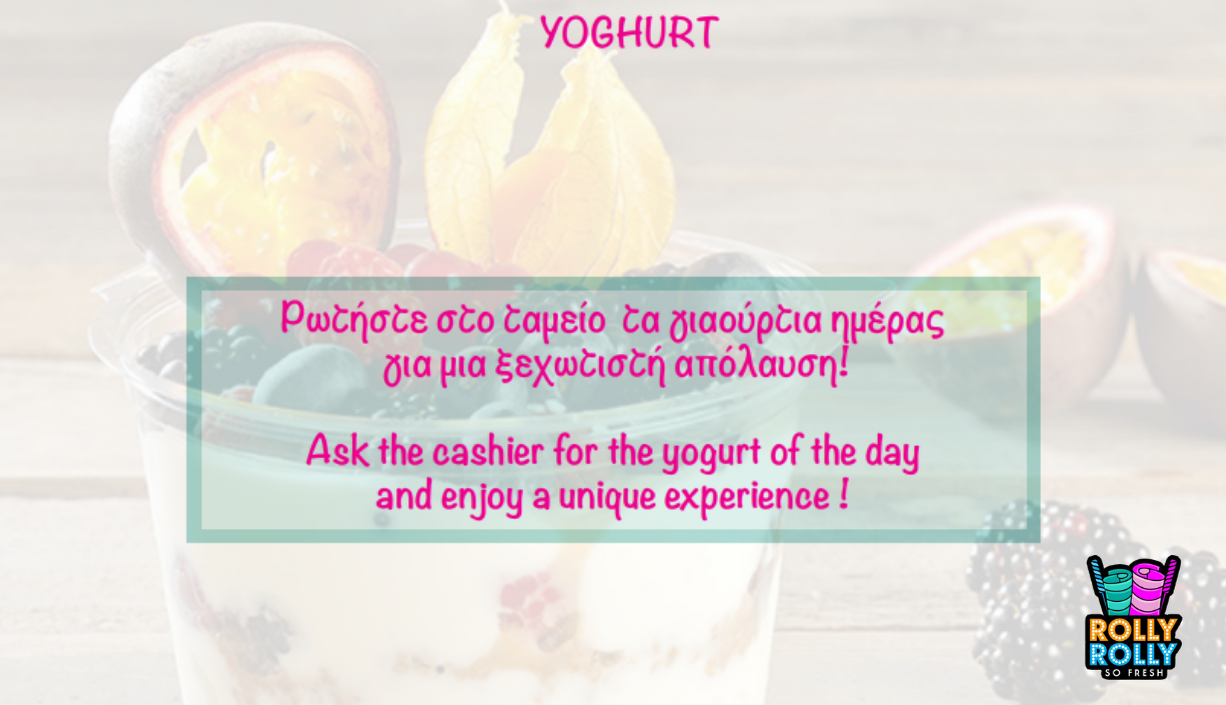 YOGHURT
Ρωτήστε στο ταμείο τα γιαούρτια ημέρας
για μια ξεχωτιστή απόλαυση!
Ask the cashier for the yogurt of the day
and enjoy a unique experience !
ROLLY
ROLLY
SO FRESH